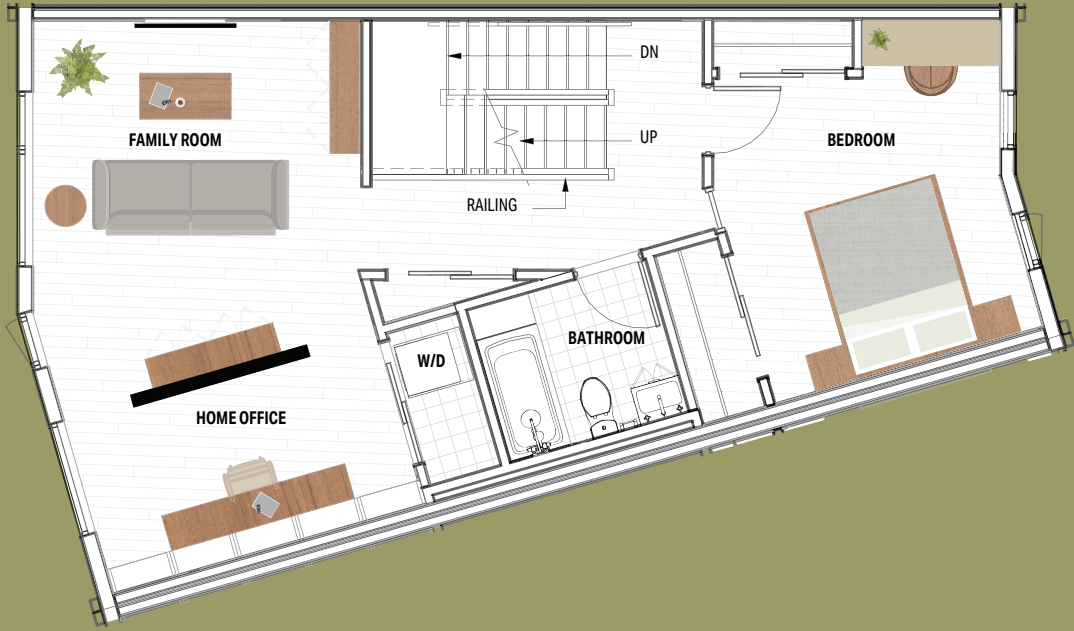 DN
FAMILY ROOM
UP
BEDROOM
RAILING
BATHROOM
W/D
HOME OFFICE